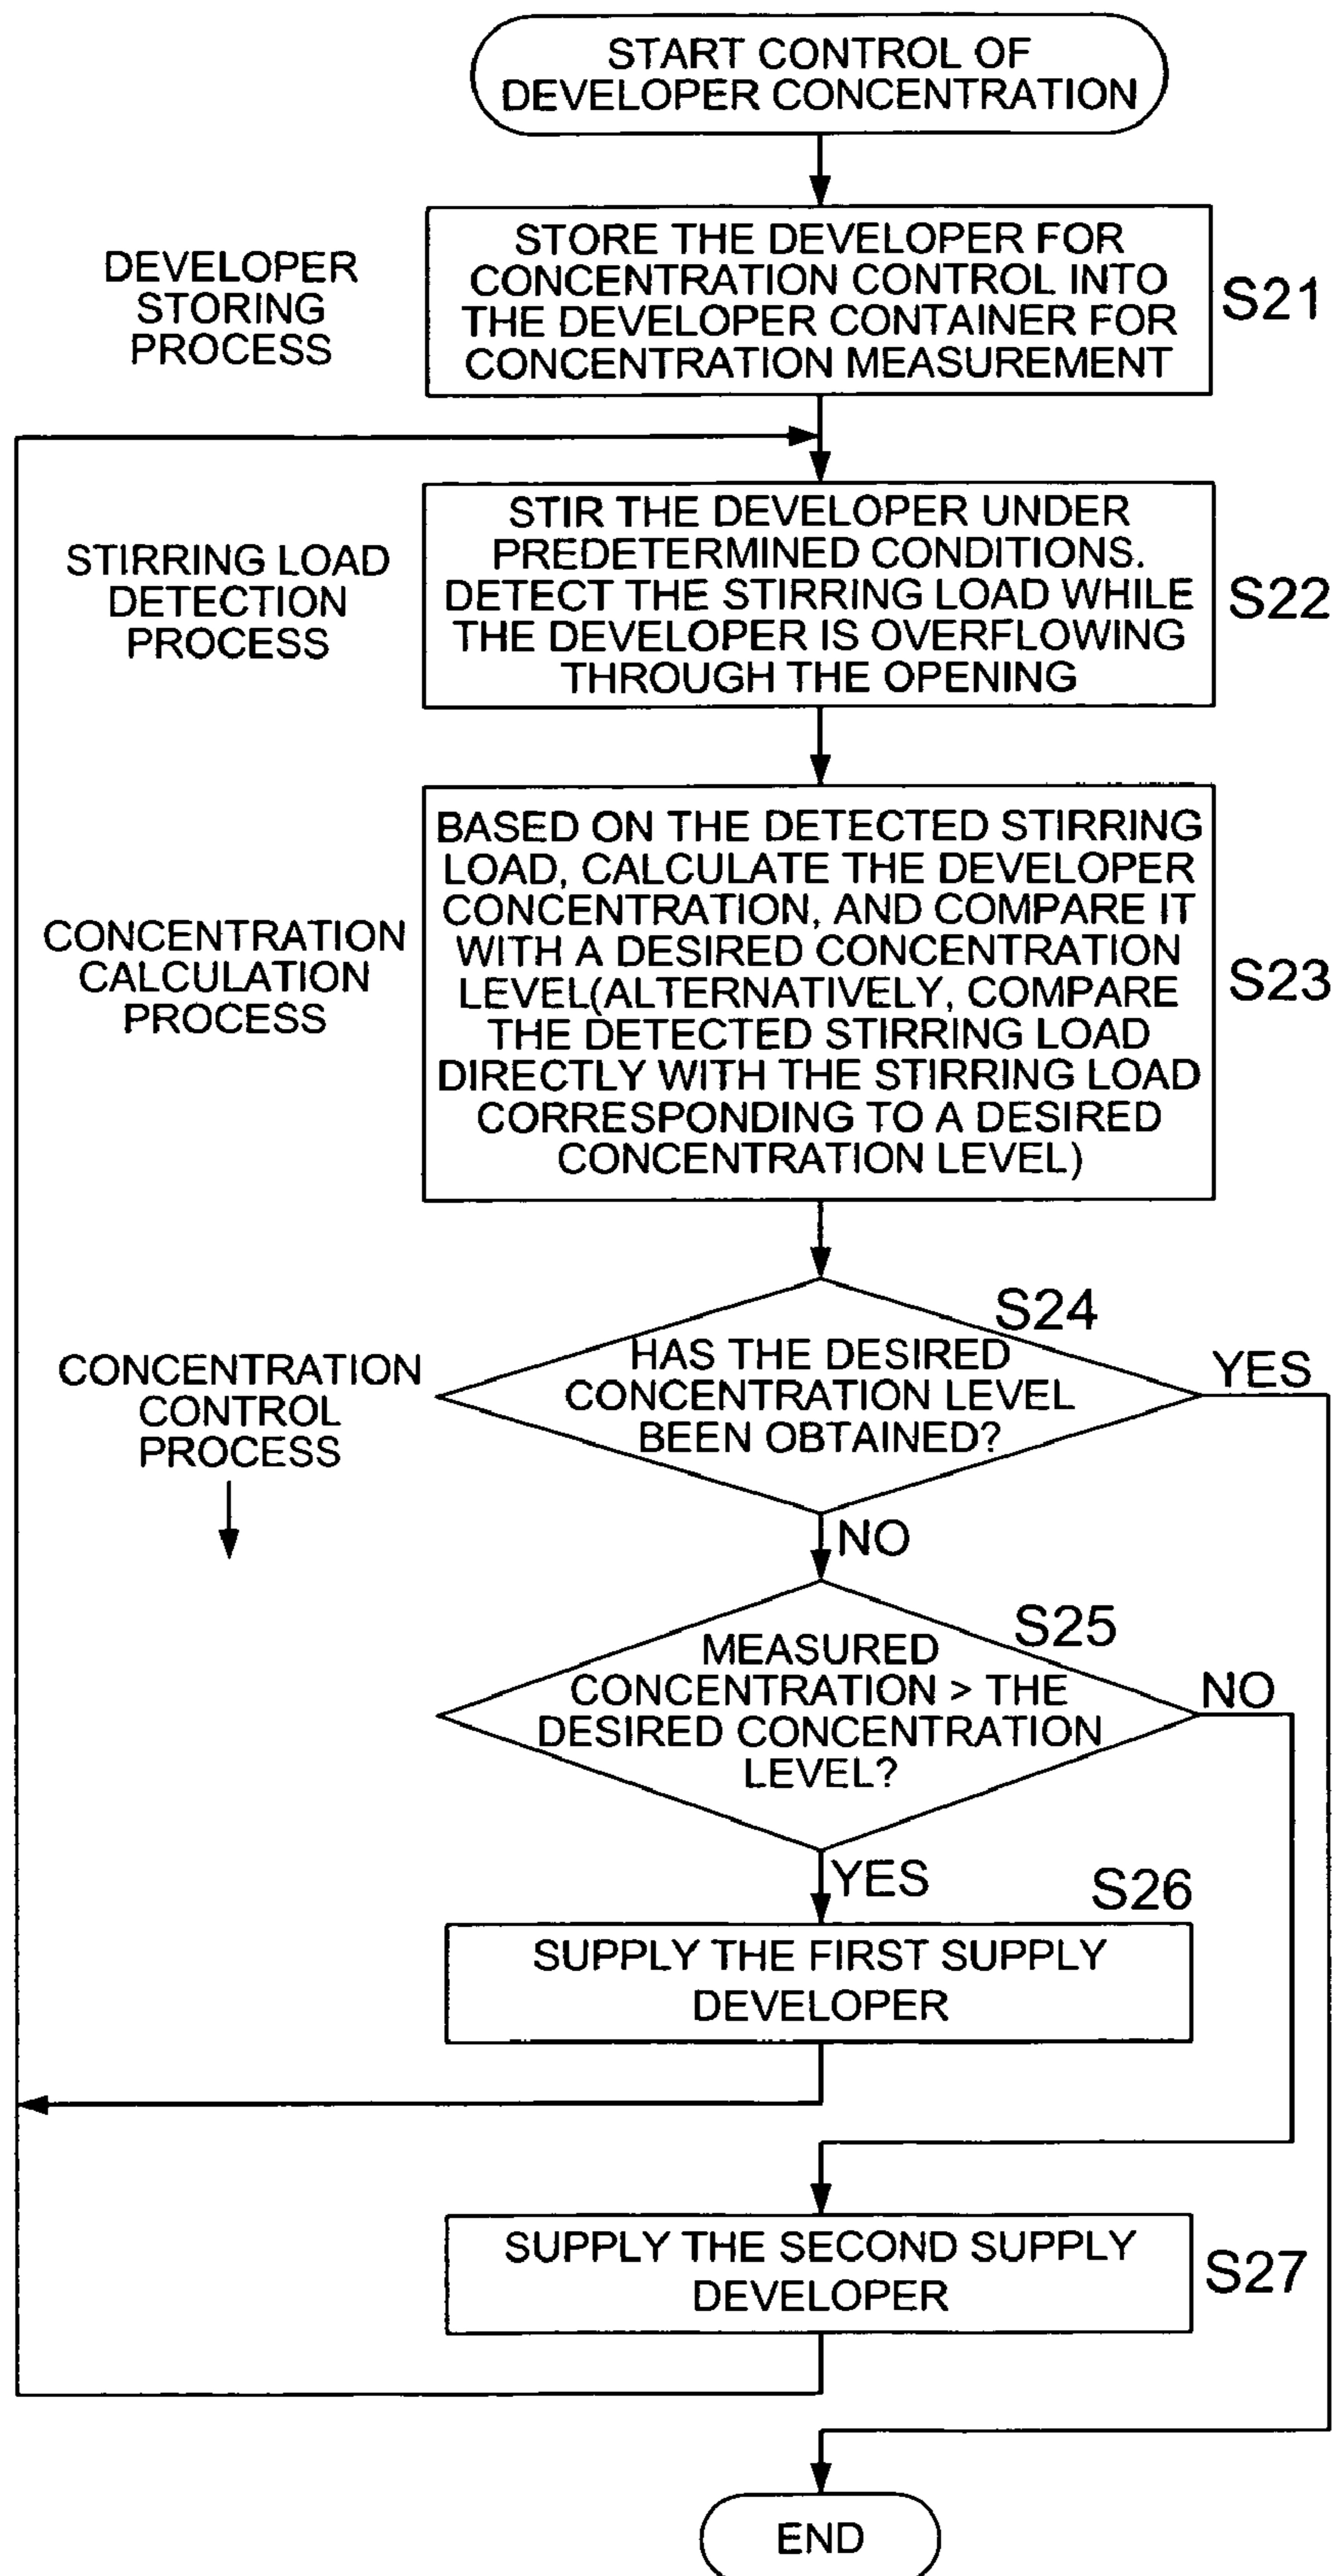 START CONTROL OF
DEVELOPER CONCENTRATION
DEVELOPER
STORING
PROCESS
STORE THE DEVELOPER FOR
CONCENTRATION CONTROL INTO
THE DEVELOPER CONTAINER FOR
CONCENTRATION MEASUREMENT
S21
STIRRING LOAD
DETECTION
PROCESS
STIR THE DEVELOPER UNDER
PREDETERMINED CONDITIONS.
DETECT THE STIRRING LOAD WHILE
THE DEVELOPER IS OVERFLOWING
THROUGH THE OPENING
S22
CONCENTRATION
CALCULATION
PROCESS
BASED ON THE DETECTED STIRRING
LOAD, CALCULATE THE DEVELOPER
CONCENTRATION, AND COMPARE IT
WITH A DESIRED CONCENTRATION
LEVEL(ALTERNATIVELY, COMPARE
THE DETECTED STIRRING LOAD
DIRECTLY WITH THE STIRRING LOAD
CORRESPONDING TO A DESIRED
CONCENTRATION LEVEL)
S23
CONCENTRATION
CONTROL
PROCESS
S24
HAS THE DESIRED
CONCENTRATION LEVEL
BEEN OBTAINED?
YES
NO
S25
MEASURED
CONCENTRATION > THE
DESIRED CONCENTRATION
LEVEL?
NO
YES
S26
SUPPLY THE FIRST SUPPLY
DEVELOPER
SUPPLY THE SECOND SUPPLY
DEVELOPER
S27
END